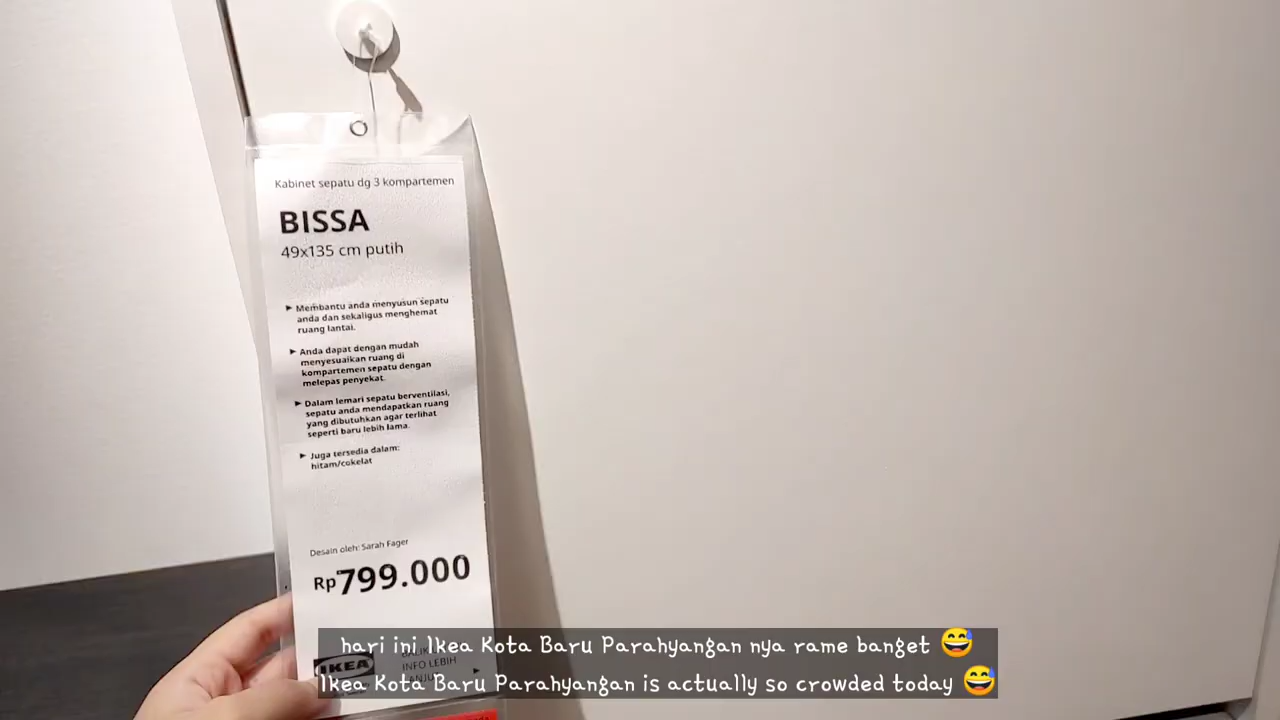 Kabinet sepatu dg 3 kompartemen
BISSA
49x135 cm putih
► Membantu anda menyusun sepatu
anda dan sekaligus menghemat
ruang lantai.
► Anda dapat dengan mudah
menyesuaikan ruang di
kompartemen sepatu dengan
melepas penyekat.
► Dalam lemari sepatu berventilasi,
sepatu anda mendapatkan ruang
yang dibutuhkan agar terlihat
seperti baru lebih lama.
► Juga tersedia dalam:
hitam/cokelat
Desain oleh: Sarah Fager
Rp799.000
hari ini Ikea Kota Baru Parahyangan nya rame banget 😅
IKEA
INFO LEBIH
Ikea Kota Baru Parahyangan is actually so crowded today 😅